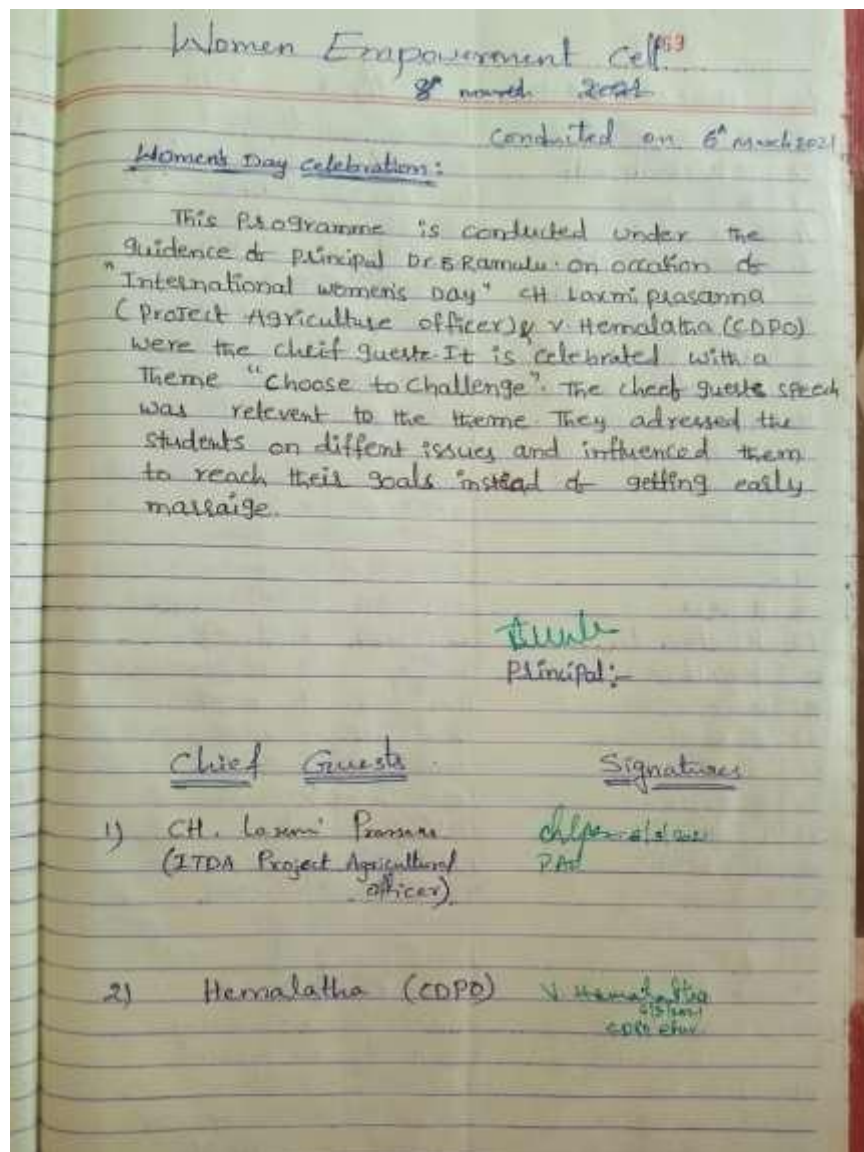 Women Empowerment Cell
8th march 2021
Conducted on 6th March 2021
Women's Day celebrations:
This Programme is conducted under the
guidence of principal Dr B Ramulu. on occation of
"International women's Day" CH. Laxmi prasanna
(Project Agriculture officer) & V. Hemalatha (CDPO)
were the cheif guests. It is celebrated with a
Theme "Choose to Challenge". The cheef guests speech
was relevent to the theme. They adressed the
students on diffent issues and influenced them
to reach their goals instead of getting early
marraige.
Principal:-
Chief Guests
Signatures
1) CH. Laxmi Prasanna
(ITDA Project Agricultural
officer)
PAO
2) Hemalatha (CDPO)
V. Hemalatha
6/3/2021
CDPO